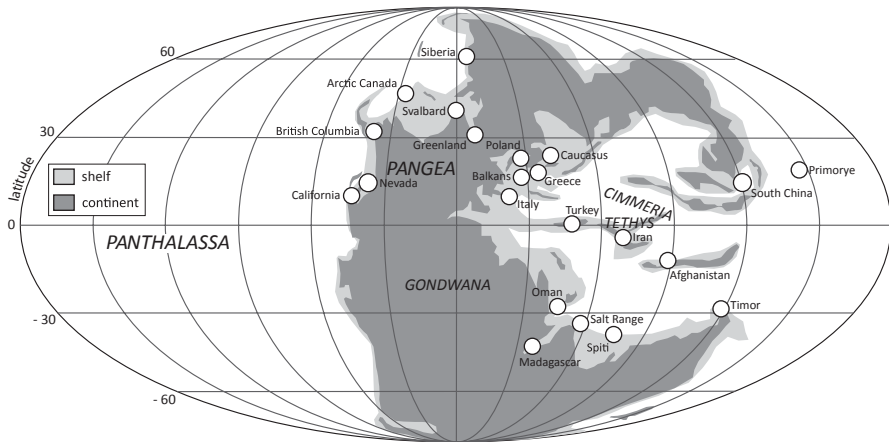 60
Siberia
Arctic Canada
Svalbard
30
British Columbia
Greenland
Poland
Caucasus
PANGEA
Primorye
latitude
shelf
continent
Nevada
Balkans
Greece
South China
California
Italy
CIMMERIA
Turkey
TETHYS
0
PANTHALASSA
Iran
Afghanistan
GONDWANA
Oman
Timor
- 30
Salt Range
Spiti
Madagascar
- 60